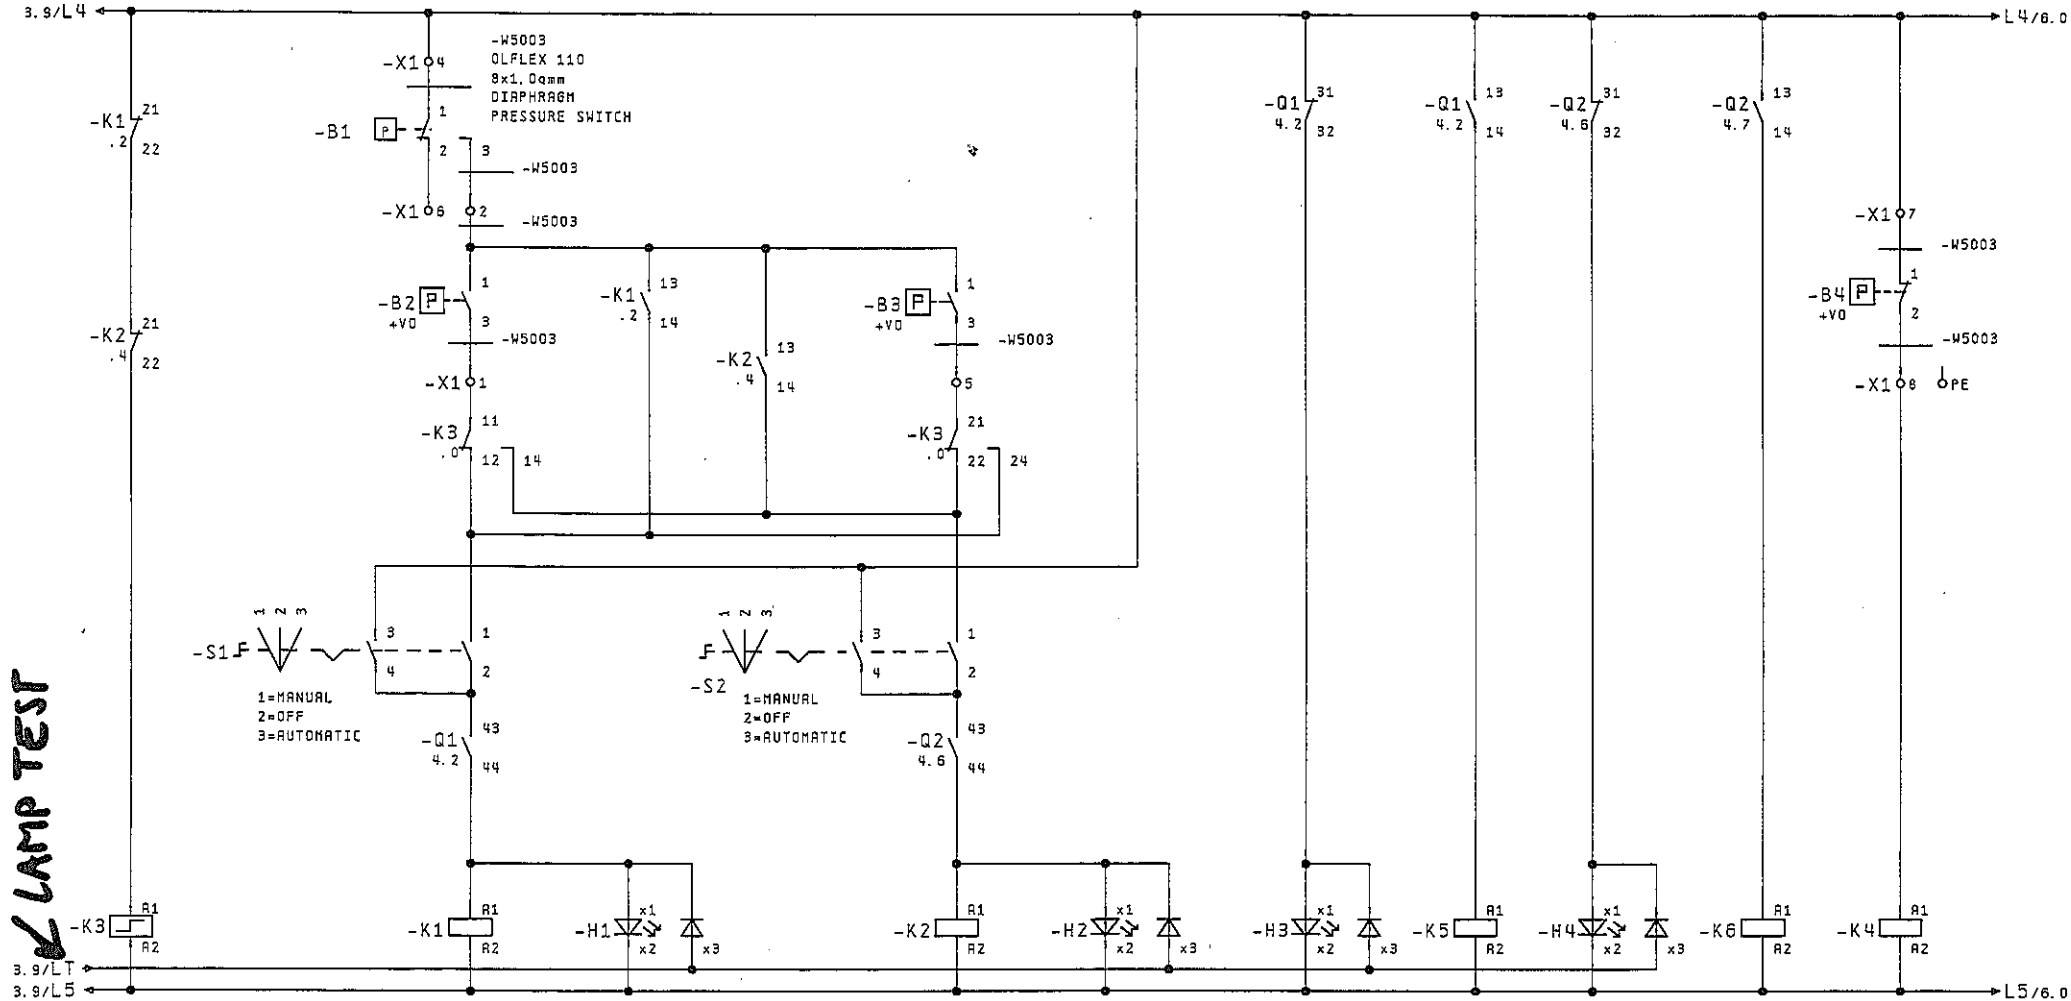 3.9/L4
L4/6.0
-W5003
OLFLEX 110
8x1,0qmm
DIAPHRAGM
PRESSURE SWITCH
-X1 4
-B1 P 1
2 3
-W5003
-X1 6 2
-W5003
-K1 21
.2 22
-K2 21
.4 22
-Q1 31
4.2 32
-Q1 13
4.2 14
-Q2 31
4.6 32
-Q2 13
4.7 14
-X1 7
-W5003
-B4 P 1
+V0 2
-W5003
-X1 8 PE
-B2 P 1
+V0 3
-W5003
-X1 1
-K1 13
.2 14
-K2 13
.4 14
-B3 P 1
+V0 3
-W5003
5
-K3 11
.0 12 14
-K3 21
.0 22 24
1 2 3
-S1 3 1
4 2
1=MANUAL
2=OFF
3=AUTOMATIC
1 2 3
-S2 3 1
4 2
1=MANUAL
2=OFF
3=AUTOMATIC
-Q1 43
4.2 44
-Q2 43
4.6 44
LAMP TEST
-K3 A1
A2
-K1 A1
A2
-H1 x1
x2 x3
-K2 A1
A2
-H2 x1
x2 x3
-H3 x1
x2 x3
-K5 A1
A2
-H4 x1
x2 x3
-K6 A1
A2
-K4 A1
A2
3.9/LT
3.9/L5
L5/6.0